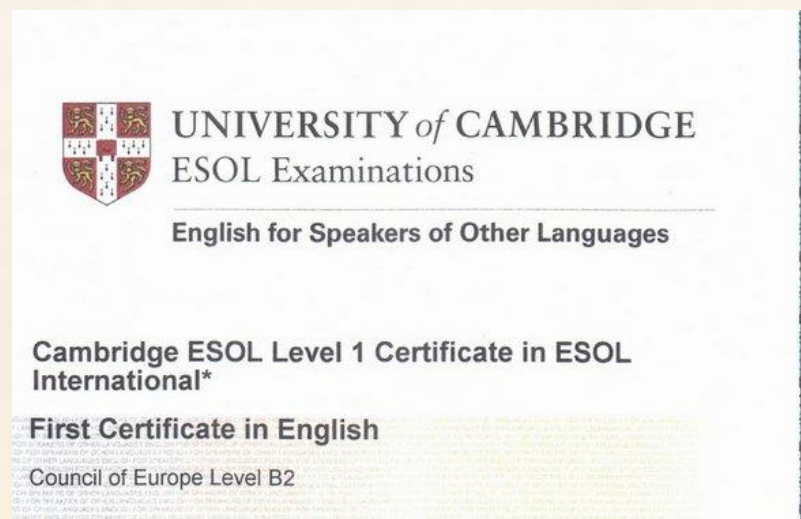 UNIVERSITY of CAMBRIDGE
ESOL Examinations
English for Speakers of Other Languages
Cambridge ESOL Level 1 Certificate in ESOL
International*
First Certificate in English
Council of Europe Level B2